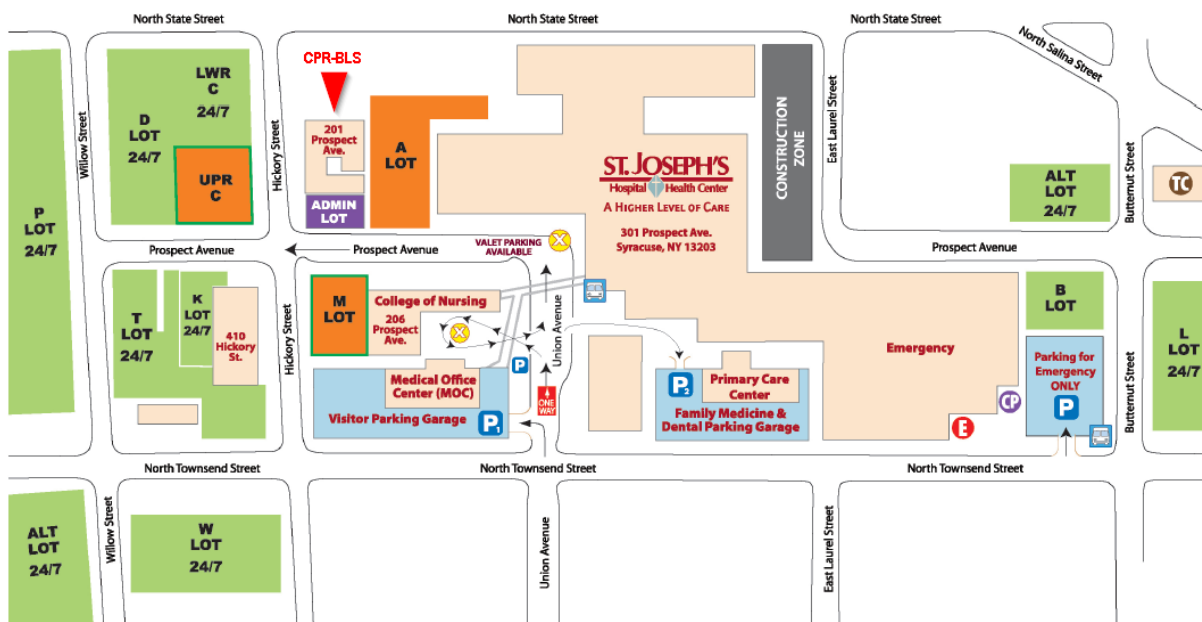 North State Street
North State Street
North State Street
North Salina Street
CPR-BLS
LWR
C
24/7
D
LOT
24/7
UPR
C
Willow Street
Hickory Street
201
Prospect
Ave.
A
LOT
ADMIN
LOT
ST. JOSEPH'S
Hospital Health Center
A HIGHER LEVEL OF CARE
301 Prospect Ave.
Syracuse, NY 13203
CONSTRUCTION
ZONE
East Laurel Street
ALT
LOT
24/7
Butternut Street
TC
P
LOT
24/7
Prospect Avenue
Prospect Avenue
VALET PARKING
AVAILABLE
X
Prospect Avenue
T
LOT
24/7
K
LOT
24/7
410
Hickory
St.
Hickory Street
M
LOT
College of Nursing
206
Prospect
Ave.
X
Union Avenue
P
Medical Office
Center (MOC)
Visitor Parking Garage
P1
ONE
WAY
P2
Primary Care
Center
Family Medicine &
Dental Parking Garage
Emergency
E
CP
B
LOT
Parking for
Emergency
ONLY
P
Butternut Street
L
LOT
24/7
North Townsend Street
North Townsend Street
North Townsend Street
ALT
LOT
24/7
Willow Street
W
LOT
24/7
Union Avenue
East Laurel Street